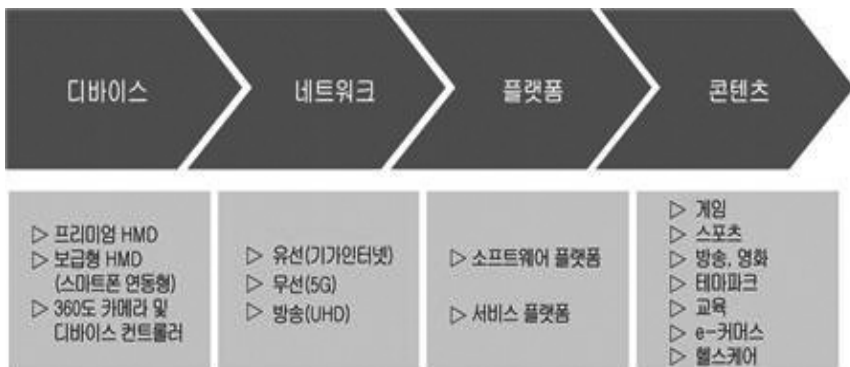 디바이스
네트워크
플랫폼
콘텐츠
▷ 프리미엄 HMD
▷ 보급형 HMD
(스마트폰 연동형)
▷ 360도 카메라 및
디바이스 컨트롤러
▷ 유선(기가인터넷)
▷ 무선(5G)
▷ 방송(UHD)
▷ 소프트웨어 플랫폼
▷ 서비스 플랫폼
▷ 게임
▷ 스포츠
▷ 방송, 영화
▷ 테마파크
▷ 교육
▷ e-커머스
▷ 헬스케어